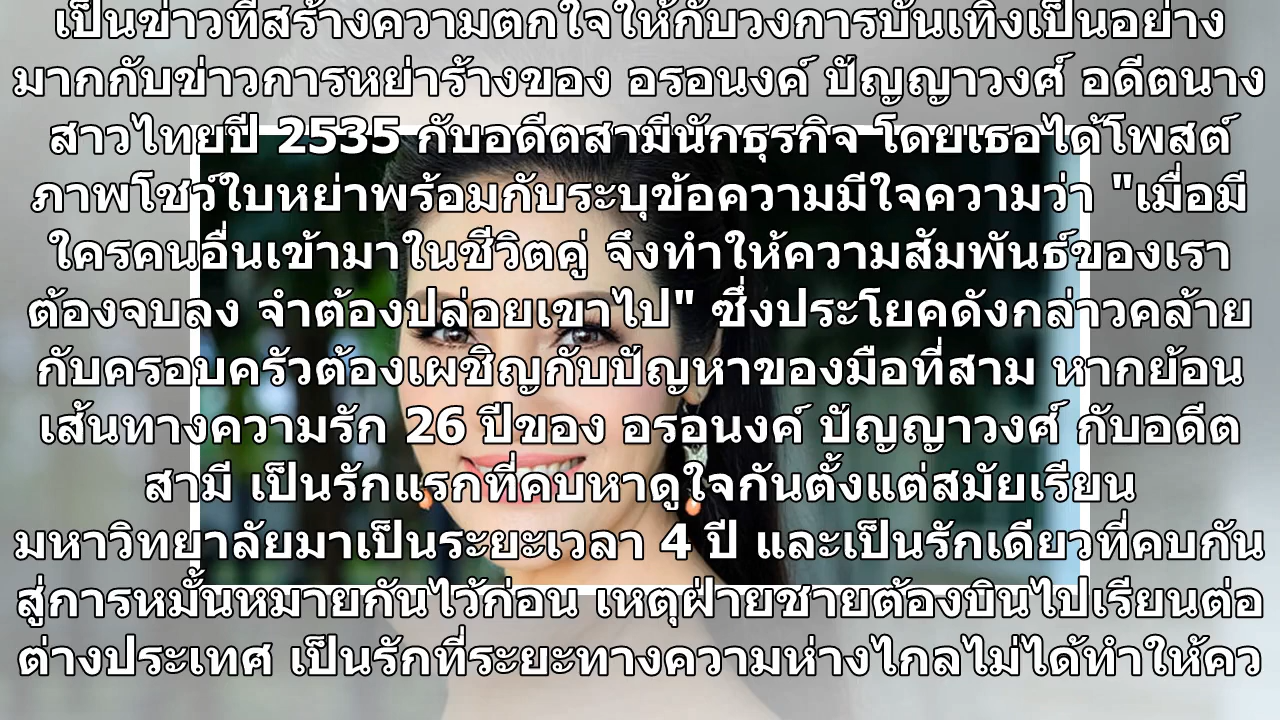 เป็นข่าวที่สร้างความตกใจให้กับวงการบันเทิงเป็นอย่าง
มากกับข่าวการหย่าร้างของ อรอนงค์ ปัญญาวงศ์ อดีตนาง
สาวไทยปี 2535 กับอดีตสามีนักธุรกิจ โดยเธอได้โพสต์
ภาพโชว์ใบหย่าพร้อมกับระบุข้อความมีใจความว่า "เมื่อมี
ใครคนอื่นเข้ามาในชีวิตคู่ จึงทำให้ความสัมพันธ์ของเรา
ต้องจบลง จำต้องปล่อยเขาไป" ซึ่งประโยคดังกล่าวคล้าย
กับครอบครัวต้องเผชิญกับปัญหาของมือที่สาม หากย้อน
เส้นทางความรัก 26 ปีของ อรอนงค์ ปัญญาวงศ์ กับอดีต
สามี เป็นรักแรกที่คบหาดูใจกันตั้งแต่สมัยเรียน
มหาวิทยาลัยมาเป็นระยะเวลา 4 ปี และเป็นรักเดียวที่คบกัน
สู่การหมั้นหมายกันไว้ก่อน เหตุฝ่ายชายต้องบินไปเรียนต่อ
ต่างประเทศ เป็นรักที่ระยะทางความห่างไกลไม่ได้ทำให้คว